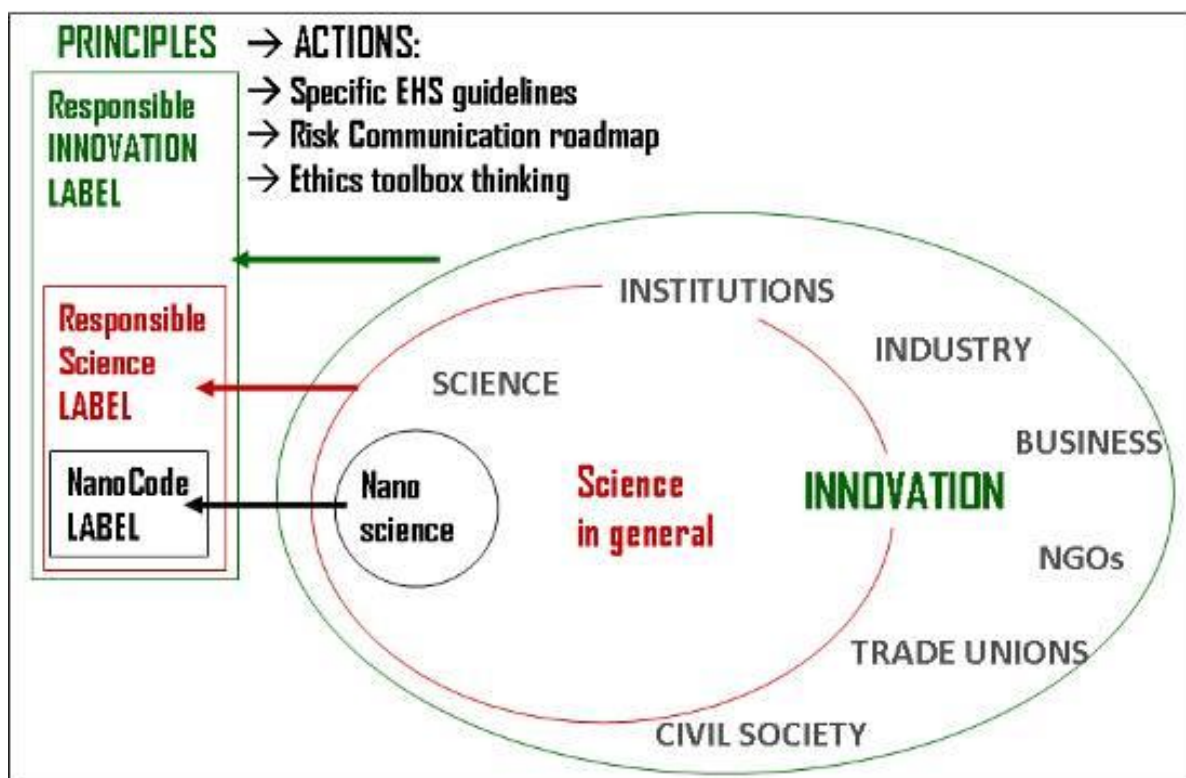 PRINCIPLES → ACTIONS:
→ Specific EHS guidelines
→ Risk Communication roadmap
→ Ethics toolbox thinking
Responsible
INNOVATION
LABEL
Responsible
Science
LABEL
NanoCode
LABEL
INSTITUTIONS
INDUSTRY
SCIENCE
BUSINESS
Nano
science
Science
in general
INNOVATION
NGOs
TRADE UNIONS
CIVIL SOCIETY